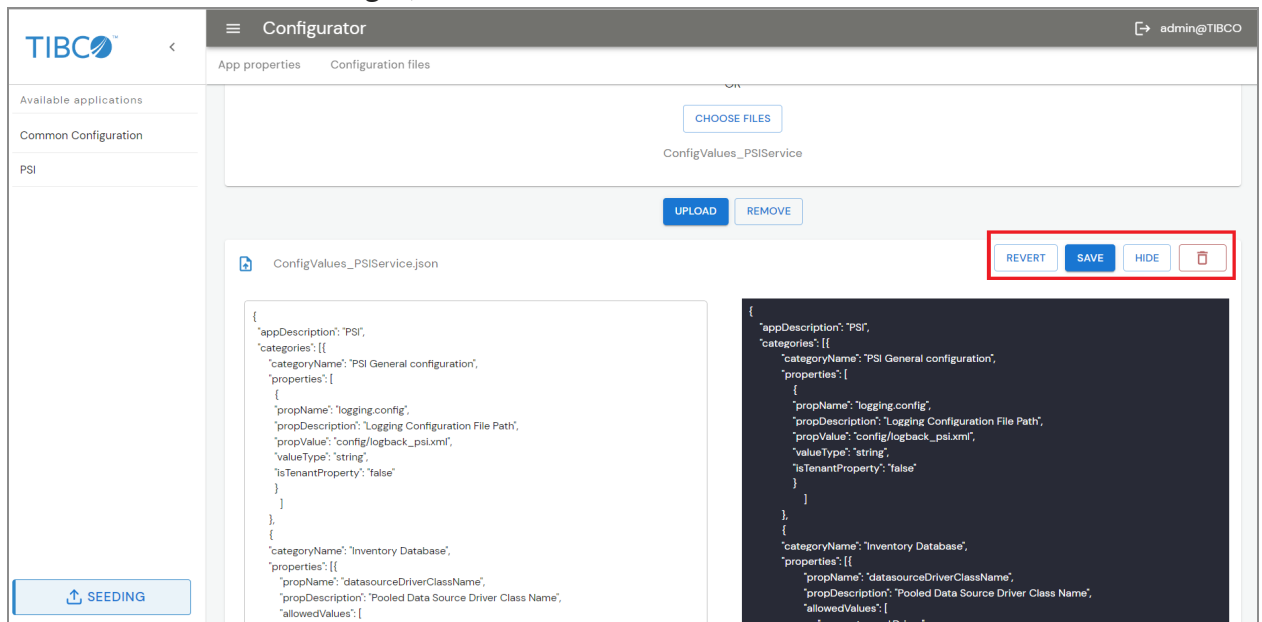 TIBCO™
<
Configurator
admin@TIBCO
App properties Configuration files
Available applications
Common Configuration
PSI
SEEDING
OR
CHOOSE FILES
ConfigValues_PSIService
UPLOAD REMOVE
ConfigValues_PSIService.json
REVERT SAVE HIDE
{
"appDescription": "PSI",
"categories": [{
"categoryName": "PSI General configuration",
"properties": [
{
"propName": "logging.config",
"propDescription": "Logging Configuration File Path",
"propValue": "config/logback_psi.xml",
"valueType": "string",
"isTenantProperty": "false"
}
]
},
{
"categoryName": "Inventory Database",
"properties": [{
"propName": "datasourceDriverClassName",
"propDescription": "Pooled Data Source Driver Class Name",
"allowedValues": [
{
"appDescription": "PSI",
"categories": [{
"categoryName": "PSI General configuration",
"properties": [
{
"propName": "logging.config",
"propDescription": "Logging Configuration File Path",
"propValue": "config/logback_psi.xml",
"valueType": "string",
"isTenantProperty": "false"
}
]
},
{
"categoryName": "Inventory Database",
"properties": [{
"propName": "datasourceDriverClassName",
"propDescription": "Pooled Data Source Driver Class Name",
"allowedValues": [